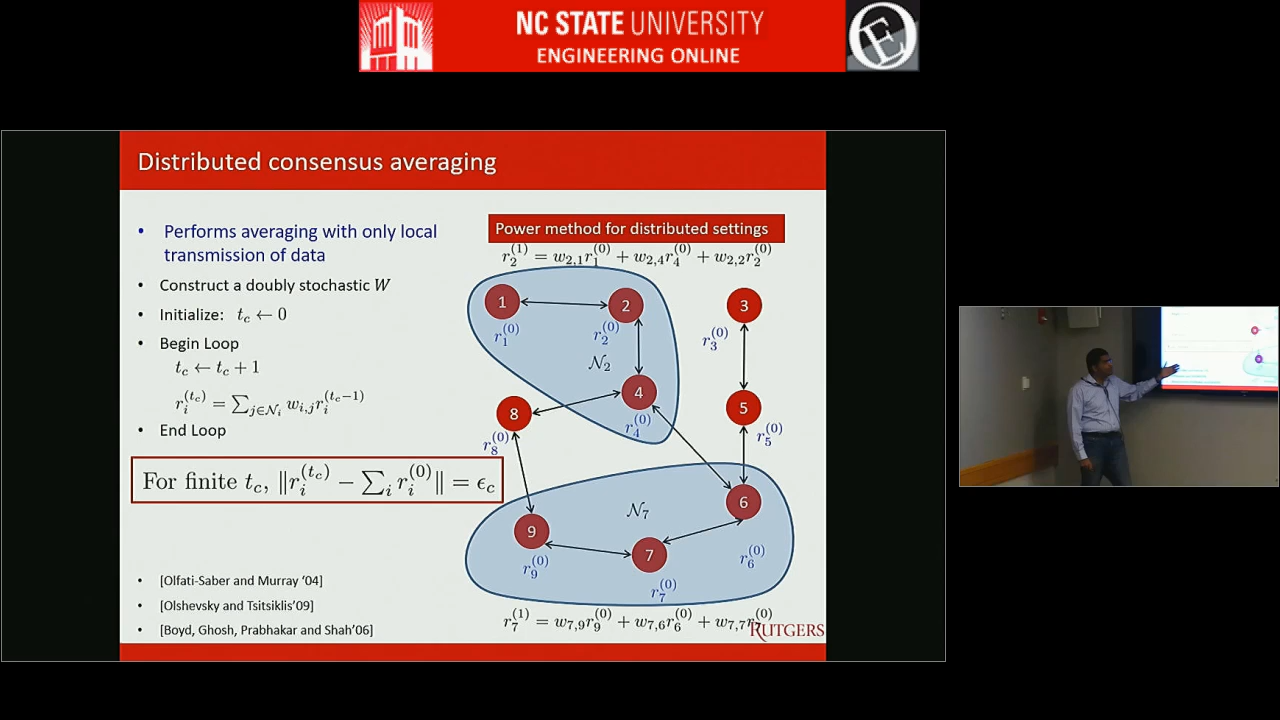 NC STATE UNIVERSITY
ENGINEERING ONLINE
Distributed consensus averaging
• Performs averaging with only local
transmission of data
• Construct a doubly stochastic W
• Initialize: t_c ← 0
• Begin Loop
t_c ← t_c + 1
r_i^{(t_c)} = ∑_{j∈N_i} w_{i,j} r_i^{(t_c−1)}
• End Loop
For finite t_c, ‖r_i^{(t_c)} − ∑_i r_i^{(0)}‖ = ϵ_c
• [Olfati-Saber and Murray ‘04]
• [Olshevsky and Tsitsiklis’09]
• [Boyd, Ghosh, Prabhakar and Shah’06]
Power method for distributed settings
r_2^{(1)} = w_{2,1} r_1^{(0)} + w_{2,4} r_4^{(0)} + w_{2,2} r_2^{(0)}
1 2 3
r_1^{(0)} r_2^{(0)} r_3^{(0)}
N_2
4
8 5
r_8^{(0)} r_4^{(0)} r_5^{(0)}
6
N_7
9 7
r_9^{(0)} r_7^{(0)} r_6^{(0)}
r_7^{(1)} = w_{7,9} r_9^{(0)} + w_{7,6} r_6^{(0)} + w_{7,7} r_7^{(0)}
RUTGERS